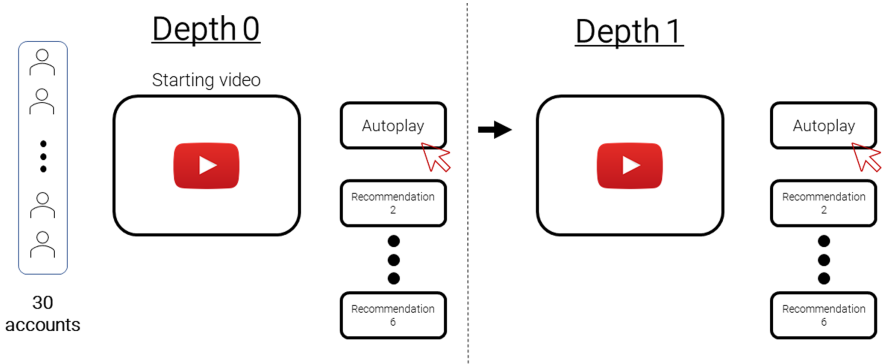 Depth 0
Starting video
Autoplay
Recommendation
2
Recommendation
6
30
accounts
Depth 1
Autoplay
Recommendation
2
Recommendation
6